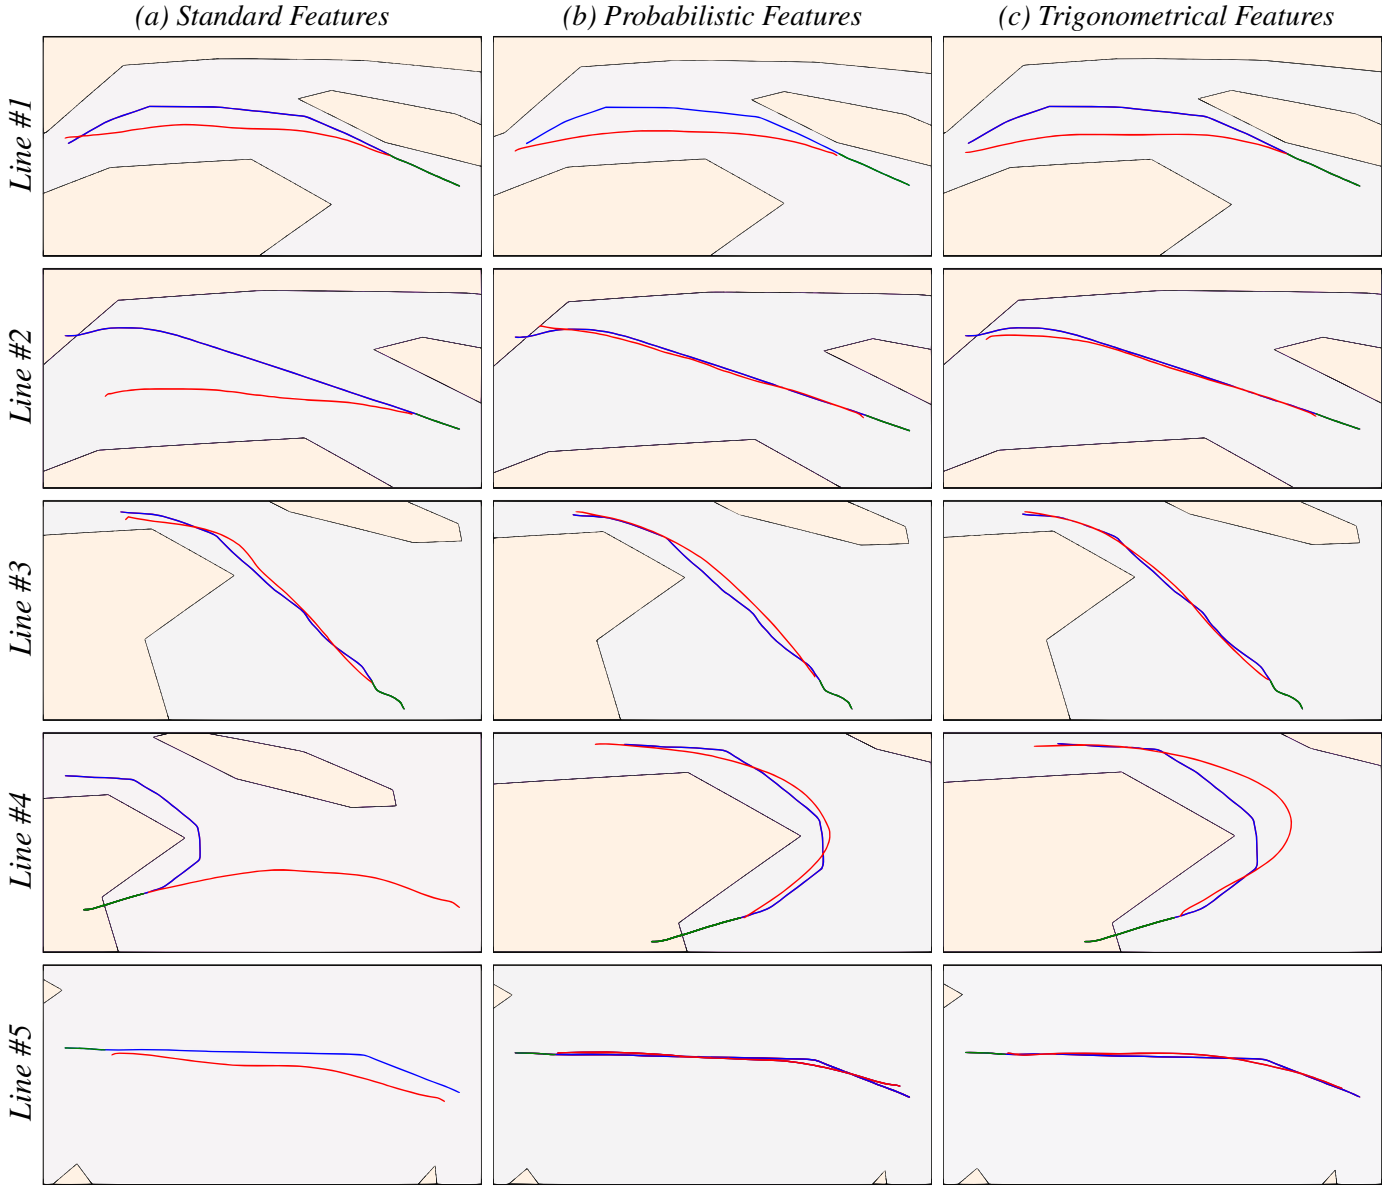 (a) Standard Features
(b) Probabilistic Features
(c) Trigonometrical Features
Line #1
Line #2
Line #3
Line #4
Line #5